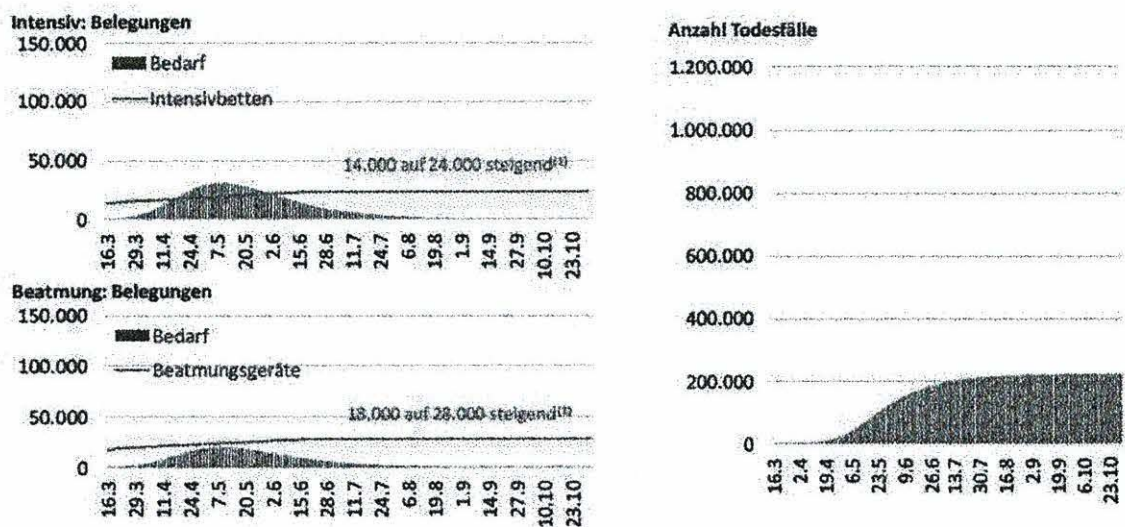 Intensiv: Belegungen
150.000
Bedarf
100.000
Intensivbetten
50.000
14.000 auf 24.000 steigend(1)
0
16.3 29.3 11.4 24.4 7.5 20.5 2.6 15.6 28.6 11.7 24.7 6.8 19.8 1.9 14.9 27.9 10.10 23.10
Beatmung: Belegungen
150.000
Bedarf
100.000
Beatmungsgeräte
50.000
18.000 auf 28.000 steigend(1)
0
16.3 29.3 11.4 24.4 7.5 20.5 2.6 15.6 28.6 11.7 24.7 6.8 19.8 1.9 14.9 27.9 10.10 23.10
Anzahl Todesfälle
1.200.000
1.000.000
800.000
600.000
400.000
200.000
0
16.3 2.4 19.4 6.5 23.5 9.6 26.6 13.7 30.7 16.8 2.9 19.9 6.10 23.10